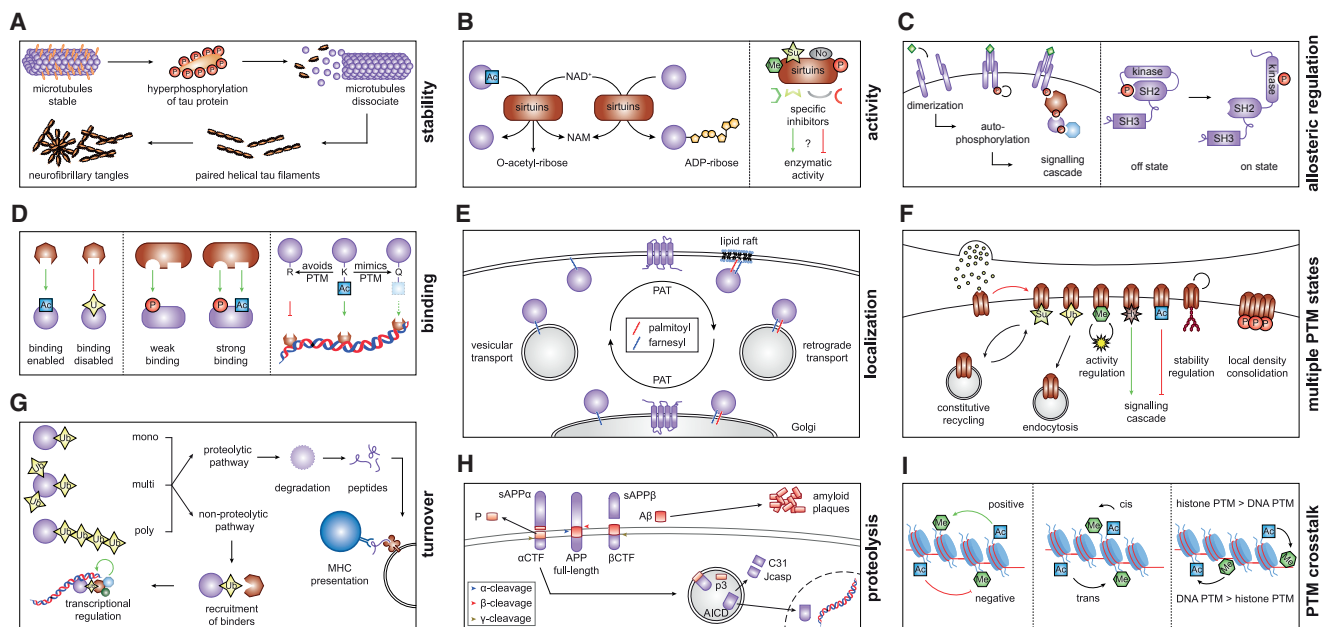 A
P
P
P
P
P
P
P
P
P
microtubules
stable
hyperphosphorylation
of tau protein
microtubules
dissociate
neurofibrillary tangles
paired helical tau filaments
stability
B
Ac
NAD+
sirtuins
sirtuins
NAM
O-acetyl-ribose
ADP-ribose
Su
No
Me
P
sirtuins
specific
inhibitors
?
enzymatic
activity
activity
C
dimerization
auto-
phosphorylation
signalling
cascade
kinase
P
SH2
SH3
off state
kinase
P
SH2
SH3
on state
allosteric regulation
D
Ac
U
binding
enabled
binding
disabled
P
weak
binding
P
Ac
strong
binding
R
avoids
PTM
K
mimics
PTM
Q
Ac
binding
E
lipid raft
PAT
palmitoyl
farnesyl
vesicular
transport
retrograde
transport
PAT
Golgi
localization
F
Su
Ub
Me
Ac
activity
regulation
stability
regulation
PPP
local density
consolidation
constitutive
recycling
endocytosis
signalling
cascade
multiple PTM states
G
Ub
mono
Ub
Ub
Ub
multi
Ub
Ub
Ub
Ub
poly
proteolytic
pathway
degradation
peptides
non-proteolytic
pathway
MHC
presentation
Ub
transcriptional
regulation
recruitment
of binders
turnover
H
sAPPα
sAPPβ
P
Aβ
amyloid
plaques
αCTF
APP
full-length
βCTF
α-cleavage
β-cleavage
γ-cleavage
p3
AICD
C31
Jcasp
proteolysis
I
positive
Me
Ac
Ac
Me
negative
cis
Me
Ac
Ac
Me
trans
histone PTM > DNA PTM
Ac
Me
Me
Ac
DNA PTM > histone PTM
PTM crosstalk